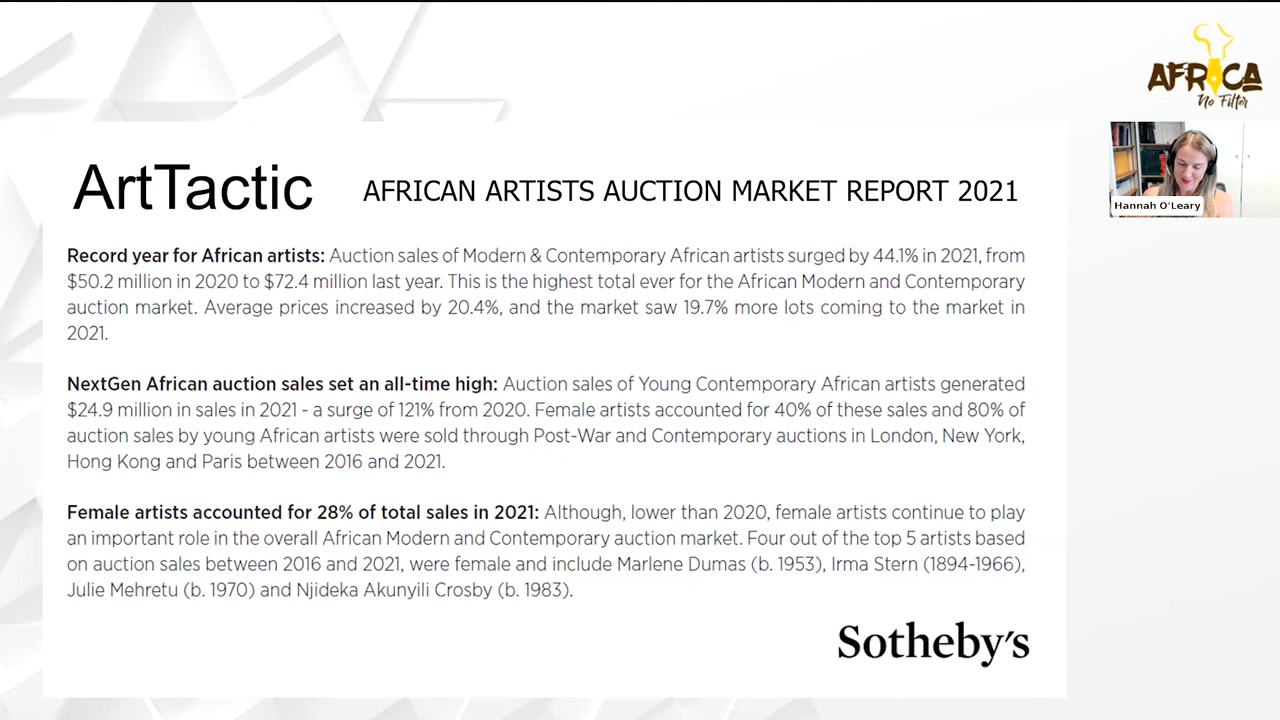 AFRICA
No Filter
Hannah O'Leary
ArtTactic
AFRICAN ARTISTS AUCTION MARKET REPORT 2021
Record year for African artists: Auction sales of Modern & Contemporary African artists surged by 44.1% in 2021, from
$50.2 million in 2020 to $72.4 million last year. This is the highest total ever for the African Modern and Contemporary
auction market. Average prices increased by 20.4%, and the market saw 19.7% more lots coming to the market in
2021.
NextGen African auction sales set an all-time high: Auction sales of Young Contemporary African artists generated
$24.9 million in sales in 2021 - a surge of 121% from 2020. Female artists accounted for 40% of these sales and 80% of
auction sales by young African artists were sold through Post-War and Contemporary auctions in London, New York,
Hong Kong and Paris between 2016 and 2021.
Female artists accounted for 28% of total sales in 2021: Although, lower than 2020, female artists continue to play
an important role in the overall African Modern and Contemporary auction market. Four out of the top 5 artists based
on auction sales between 2016 and 2021, were female and include Marlene Dumas (b. 1953), Irma Stern (1894-1966),
Julie Mehretu (b. 1970) and Njideka Akunyili Crosby (b. 1983).
Sotheby's